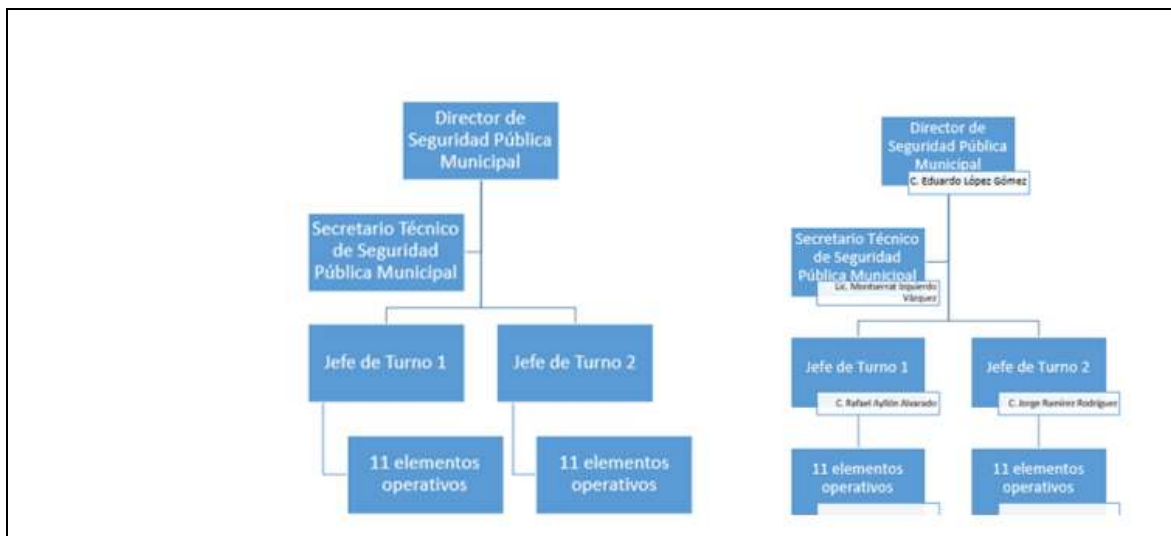 Director de
Seguridad Pública
Municipal
Secretario Técnico
de Seguridad
Pública Municipal
Jefe de Turno 1
Jefe de Turno 2
11 elementos
operativos
11 elementos
operativos
Director de
Seguridad Pública
Municipal
C. Eduardo López Gómez
Secretario Técnico
de Seguridad
Pública Municipal
Lic. Montserrat Izquierdo
Vázquez
Jefe de Turno 1
C. Rafael Ayllón Alvarado
Jefe de Turno 2
C. Jorge Ramírez Rodríguez
11 elementos
operativos
11 elementos
operativos